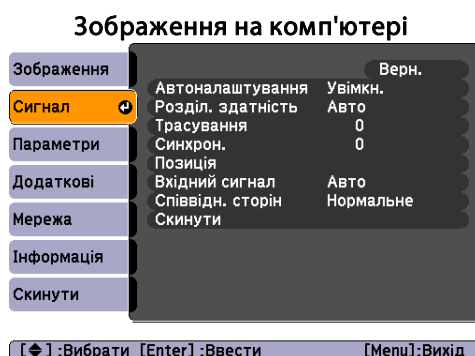 Зображення на комп'ютері
Зображення
Сигнал
Параметри
Додаткові
Мережа
Інформація
Скинути
Верн.
Автоналаштування Увімкн.
Розділ. здатність Авто
Трасування 0
Синхрон. 0
Позиція
Вхідний сигнал Авто
Співвідн. сторін Нормальне
Скинути
[◆] :Вибрати [Enter] :Ввести [Menu]:Вихід